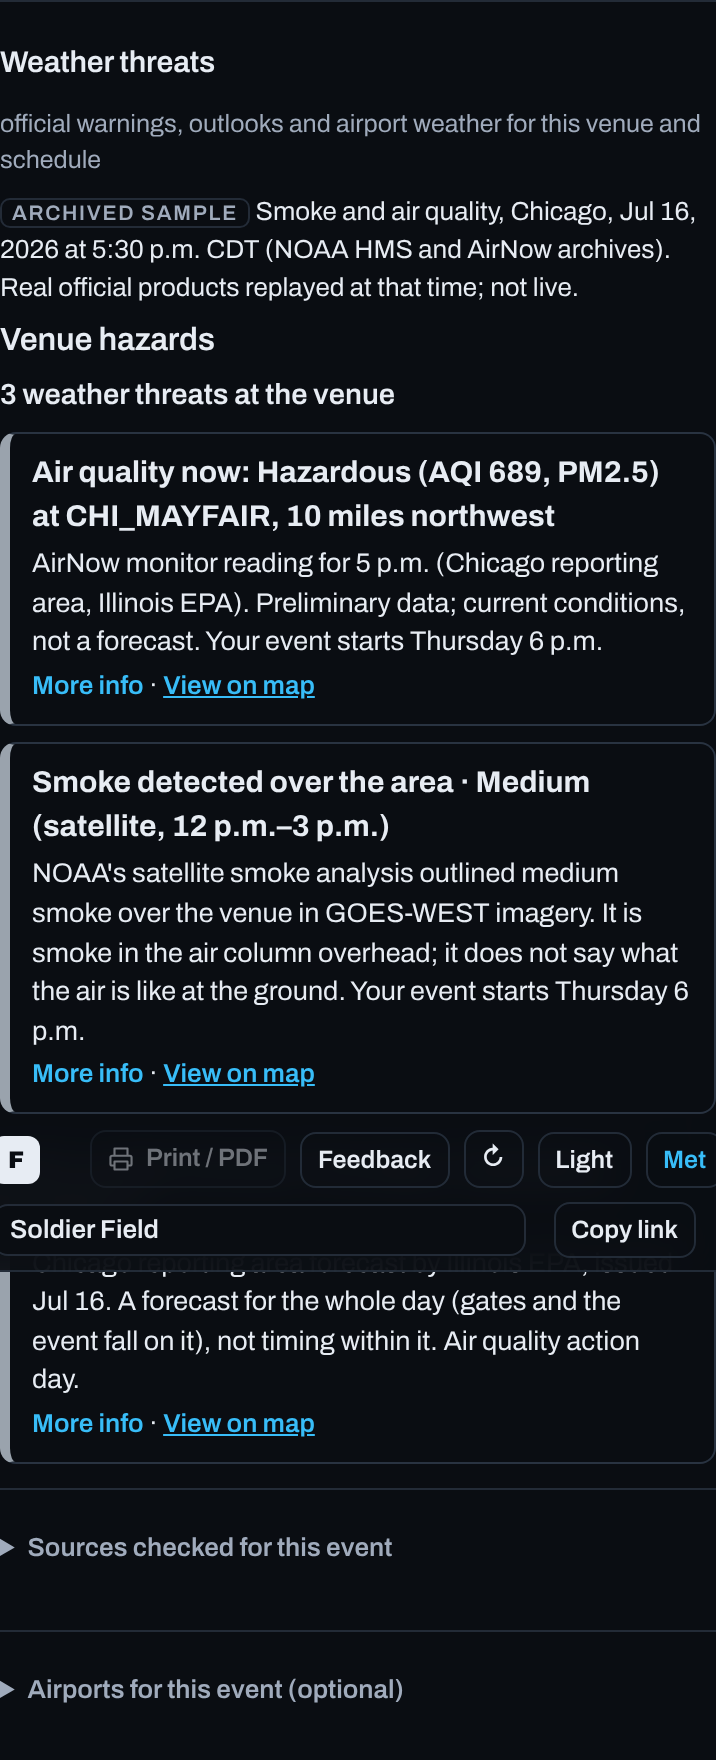 Weather threats
official warnings, outlooks and airport weather for this venue and
schedule
ARCHIVED SAMPLE Smoke and air quality, Chicago, Jul 16,
2026 at 5:30 p.m. CDT (NOAA HMS and AirNow archives).
Real official products replayed at that time; not live.
Venue hazards
3 weather threats at the venue
Air quality now: Hazardous (AQI 689, PM2.5)
at CHI_MAYFAIR, 10 miles northwest
AirNow monitor reading for 5 p.m. (Chicago reporting
area, Illinois EPA). Preliminary data; current conditions,
not a forecast. Your event starts Thursday 6 p.m.
More info · View on map
Smoke detected over the area · Medium
(satellite, 12 p.m.–3 p.m.)
NOAA's satellite smoke analysis outlined medium
smoke over the venue in GOES-WEST imagery. It is
smoke in the air column overhead; it does not say what
the air is like at the ground. Your event starts Thursday 6
p.m.
More info · View on map
F Print / PDF Feedback Light Met
Soldier Field Copy link
Chicago reporting area forecast by Illinois EPA, issued
Jul 16. A forecast for the whole day (gates and the
event fall on it), not timing within it. Air quality action
day.
More info · View on map
Sources checked for this event
Airports for this event (optional)